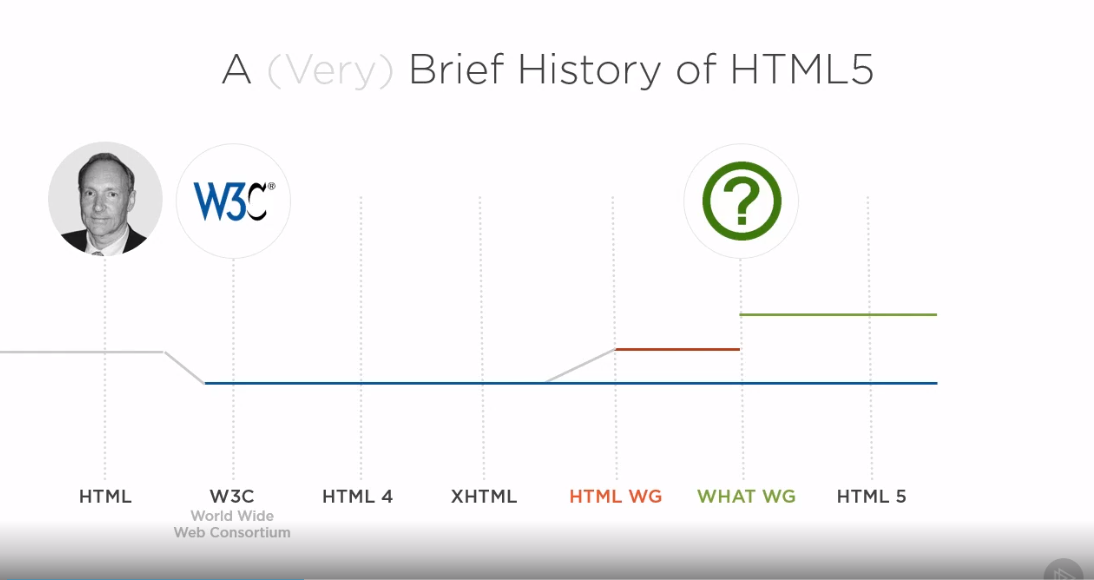 A (Very) Brief History of HTML5
W3C®
?
HTML
W3C
World Wide
Web Consortium
HTML 4
XHTML
HTML WG
WHAT WG
HTML 5